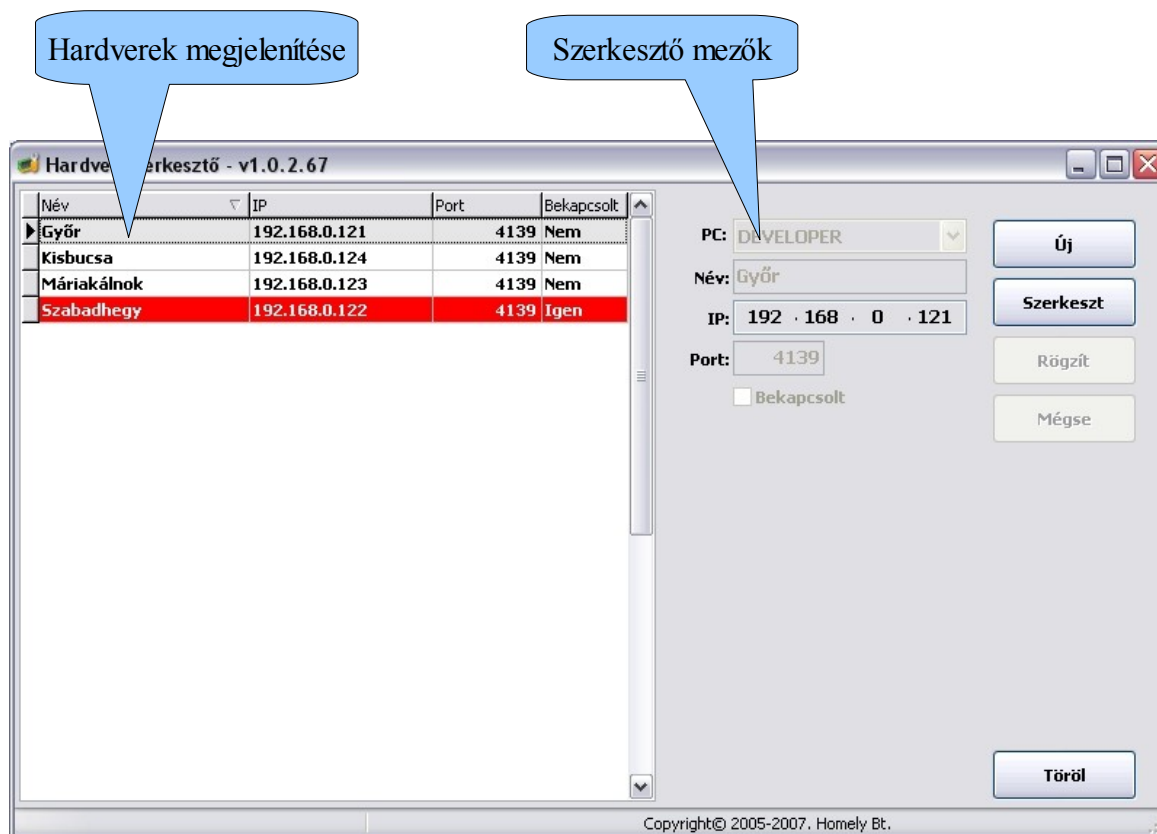 Hardverek megjelenítése
Szerkesztő mezők
Hardve erkesztő - v1.0.2.67
Név IP Port Bekapcsolt
Győr 192.168.0.121 4139 Nem
Kisbucsa 192.168.0.124 4139 Nem
Máriakálnok 192.168.0.123 4139 Nem
Szabadhegy 192.168.0.122 4139 Igen
PC: DEVELOPER
Név: Győr
IP: 192 . 168 . 0 . 121
Port: 4139
Bekapcsolt
Új
Szerkeszt
Rögzít
Mégse
Töröl
Copyright© 2005-2007. Homely Bt.